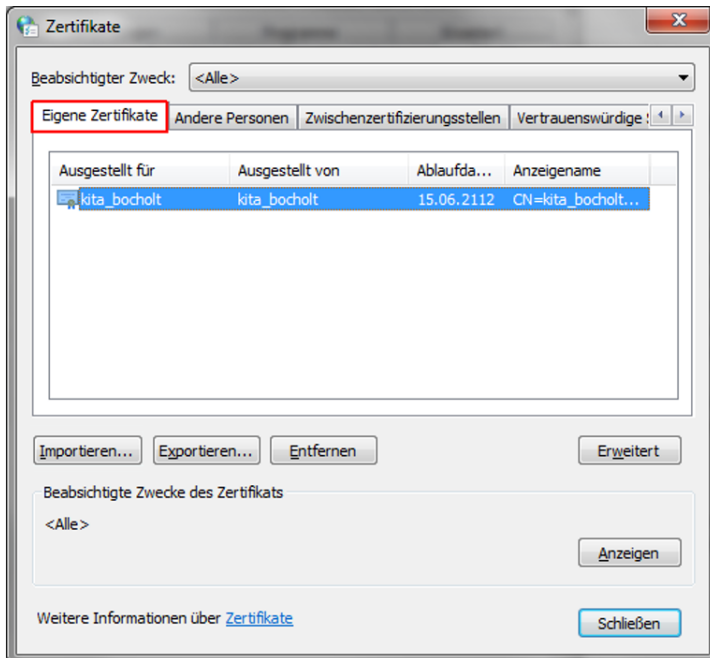 Zertifikate
Beabsichtigter Zweck: <Alle>
Eigene Zertifikate Andere Personen Zwischenzertifizierungsstellen Vertrauenswürdige
Ausgestellt für Ausgestellt von Ablaufda... Anzeigename
kita_bocholt kita_bocholt 15.06.2112 CN=kita_bocholt...
Importieren... Exportieren... Entfernen Erweitert
Beabsichtigte Zwecke des Zertifikats
<Alle>
Anzeigen
Weitere Informationen über Zertifikate
Schließen